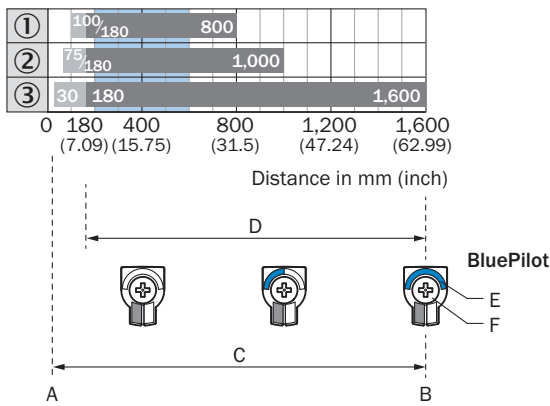 ① 100/180 800
② 75/180 1,000
③ 30 180 1,600
0 180 400 800 1,200 1,600
(7.09) (15.75) (31.5) (47.24) (62.99)
Distance in mm (inch)
D
BluePilot
E
F
C
A B